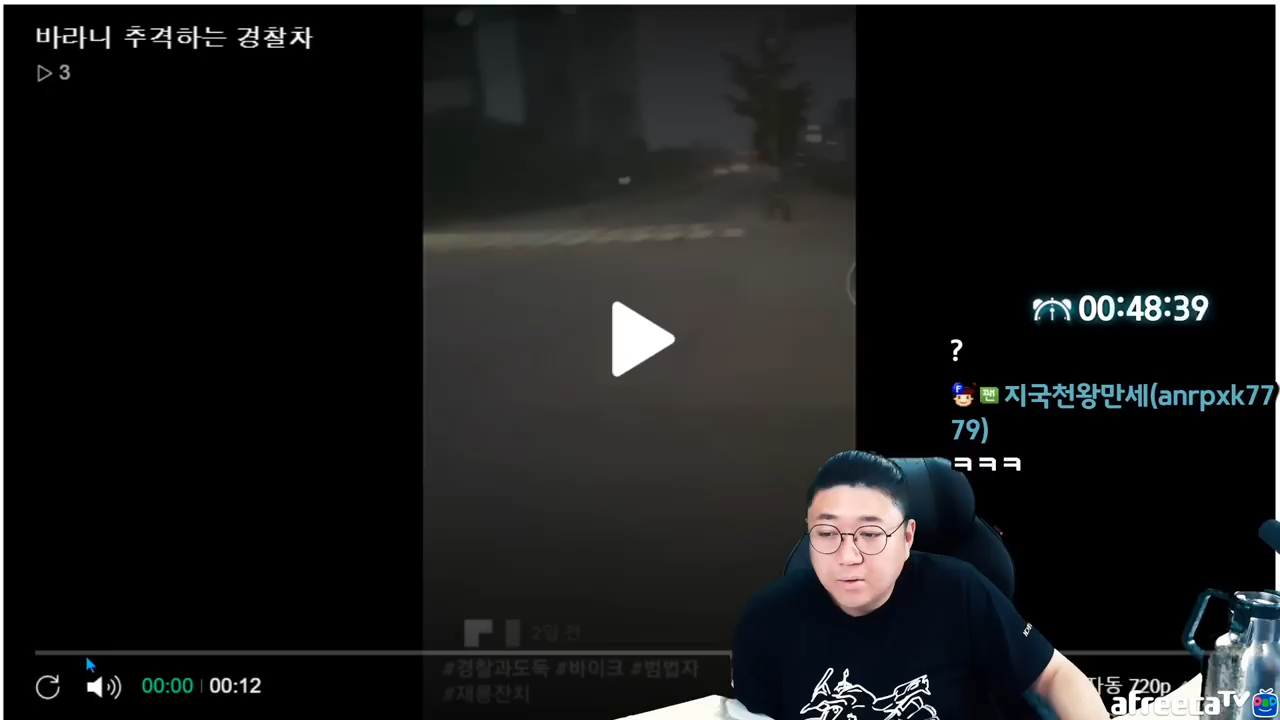 바라니 추격하는 경찰차
3
00:48:39
?
F 팬 지국천왕만세(anrpxk77
79)
ㅋㅋㅋ
2일 전
#경찰과도둑 #바이크 #범법자
#재롱잔치
00:00 00:12
자동 720p
afreecaTV